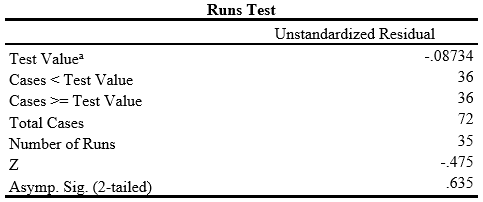 Runs Test
Unstandardized Residual
Test Valueᵃ -.08734
Cases < Test Value 36
Cases >= Test Value 36
Total Cases 72
Number of Runs 35
Z -.475
Asymp. Sig. (2-tailed) .635